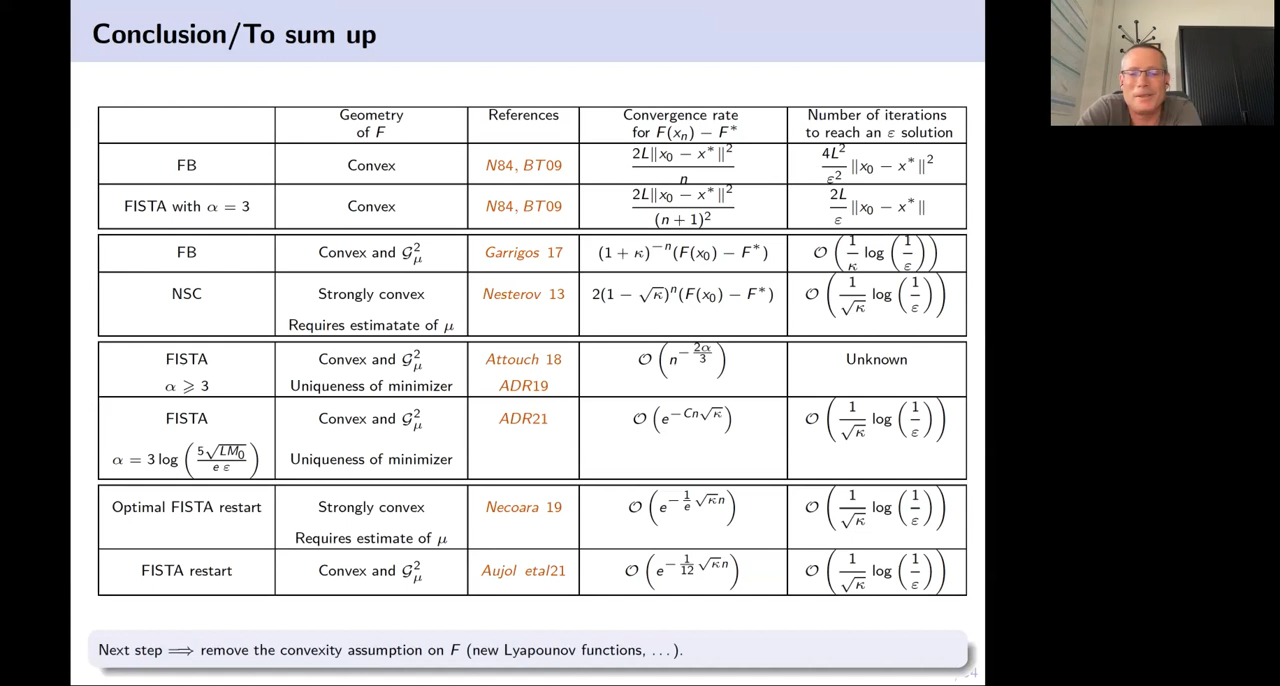 Conclusion/To sum up
Geometry of F | References | Convergence rate for F(x_n) − F* | Number of iterations to reach an ε solution
FB | Convex | N84, BT09 | 2L‖x_0 − x*‖² / n | 4L²/ε² ‖x_0 − x*‖²
FISTA with α = 3 | Convex | N84, BT09 | 2L‖x_0 − x*‖² / (n + 1)² | 2L/ε ‖x_0 − x*‖
FB | Convex and 𝒢²_μ | Garrigos 17 | (1 + κ)^{−n}(F(x_0) − F*) | 𝒪(1/κ log(1/ε))
NSC | Strongly convex | Nesterov 13 | 2(1 − √κ)^n(F(x_0) − F*) | 𝒪(1/√κ log(1/ε))
Requires estimatate of μ
FISTA | Convex and 𝒢²_μ | Attouch 18 | 𝒪(n^{−2α/3}) | Unknown
α ⩾ 3 | Uniqueness of minimizer | ADR19
FISTA | Convex and 𝒢²_μ | ADR21 | 𝒪(e^{−Cn√κ}) | 𝒪(1/√κ log(1/ε))
α = 3 log(5√(LM_0) / (e ε)) | Uniqueness of minimizer
Optimal FISTA restart | Strongly convex | Necoara 19 | 𝒪(e^{−(1/e)√κn}) | 𝒪(1/√κ log(1/ε))
Requires estimate of μ
FISTA restart | Convex and 𝒢²_μ | Aujol etal21 | 𝒪(e^{−(1/12)√κn}) | 𝒪(1/√κ log(1/ε))
Next step ⟹ remove the convexity assumption on F (new Lyapounov functions, ...).